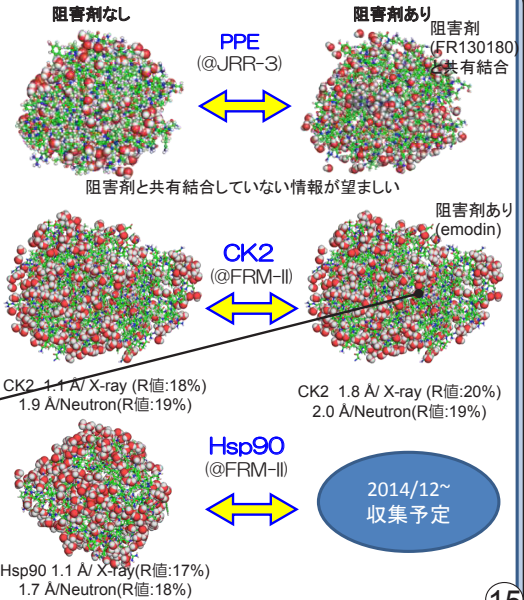 阻害剤なし
阻害剤あり
PPE
(@JRR-3)
阻害剤
(FR130180)
と共有結合
阻害剤と共有結合していない情報が望ましい
阻害剤あり
(emodin)
CK2
(@FRM-II)
CK2 1.1 Å/ X-ray (R値:18%)
1.9 Å/Neutron(R値:19%)
CK2 1.8 Å/ X-ray (R値:20%)
2.0 Å/Neutron(R値:19%)
Hsp90
(@FRM-II)
2014/12~
収集予定
Hsp90 1.1 Å/ X-ray(R値:17%)
1.7 Å/Neutron(R値:18%)
15